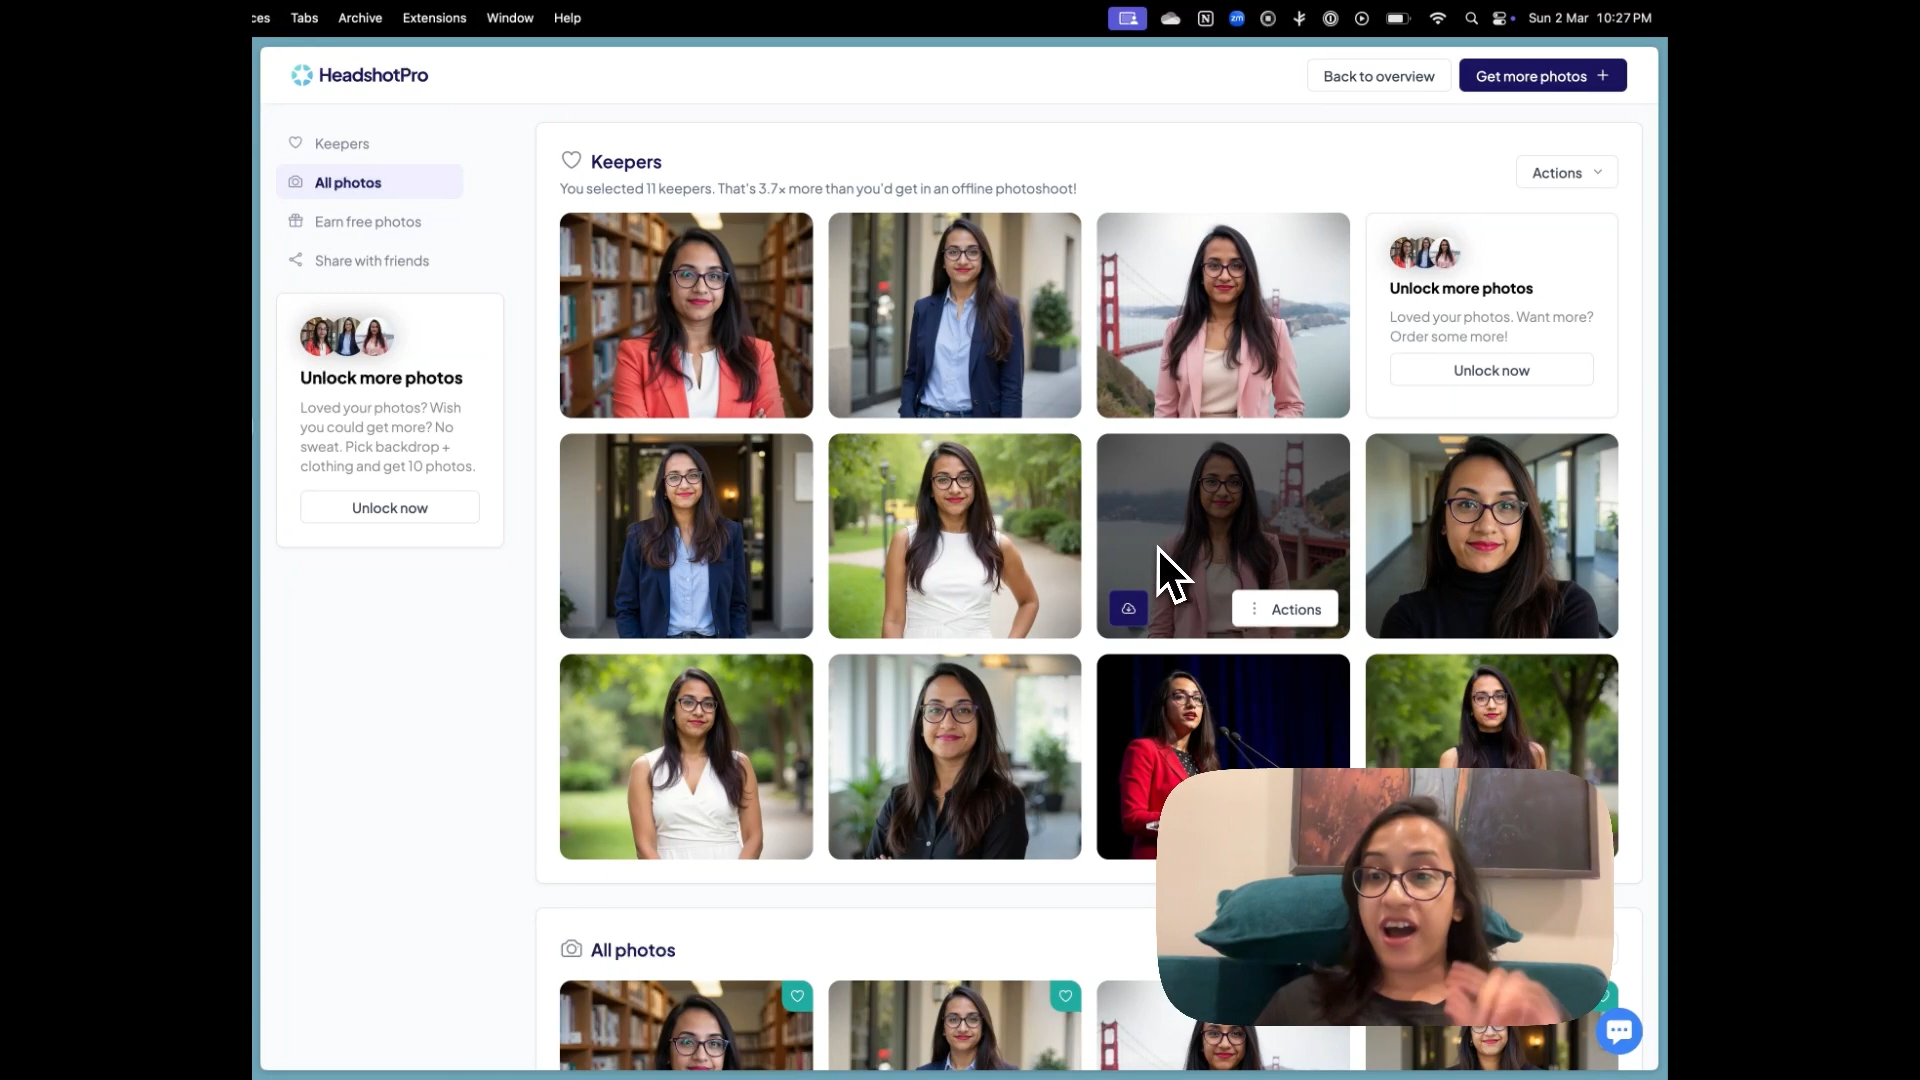 ces Tabs Archive Extensions Window Help
zm
Sun 2 Mar 10:27 PM
HeadshotPro
Back to overview
Get more photos +
Keepers
All photos
Earn free photos
Share with friends
Unlock more photos
Loved your photos? Wish
you could get more? No
sweat. Pick backdrop +
clothing and get 10 photos.
Unlock now
Keepers
You selected 11 keepers. That's 3.7x more than you'd get in an offline photoshoot!
Actions
Unlock more photos
Loved your photos. Want more?
Order some more!
Unlock now
Actions
All photos